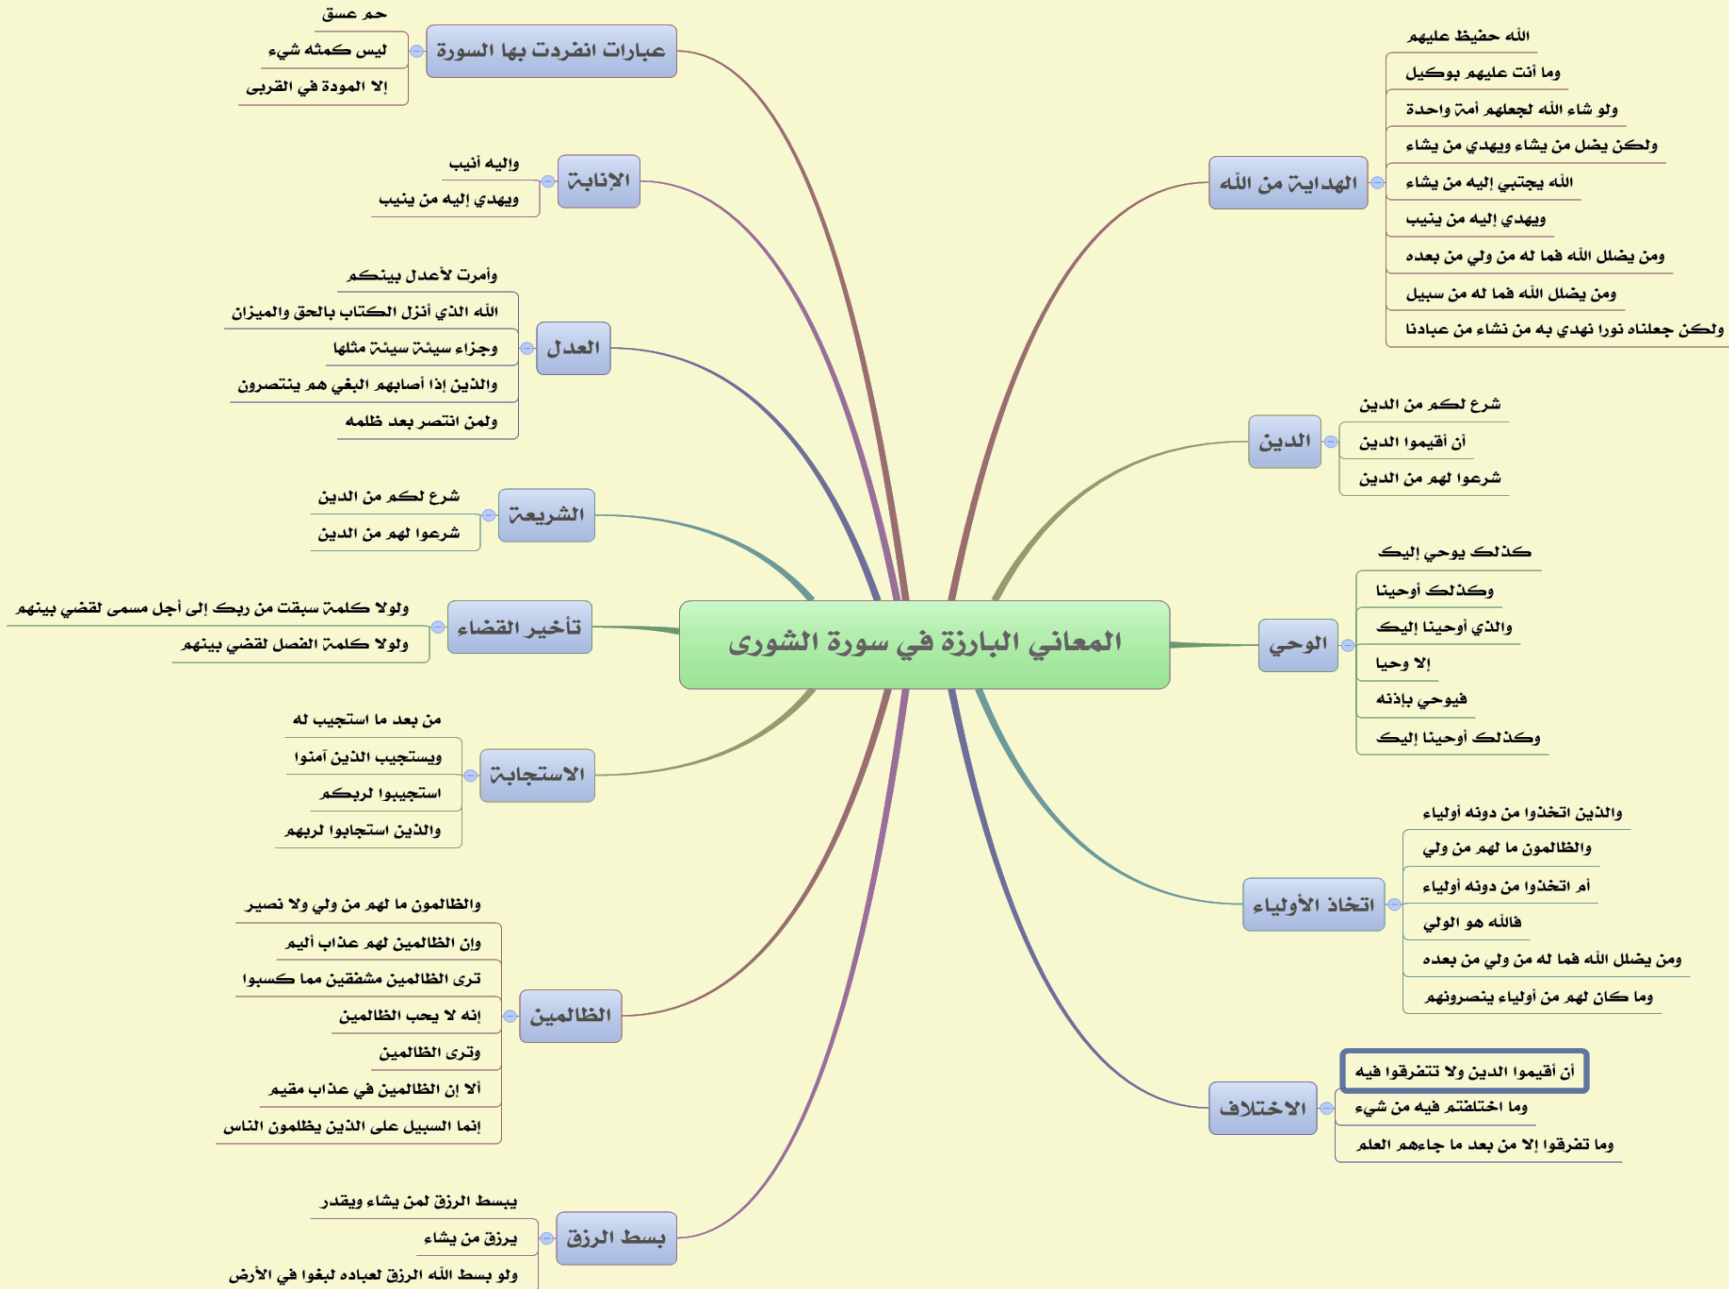 المعاني البارزة في سورة الشورى
الهداية من الله
الله حفيظ عليهم
وما أنت عليهم بوكيل
ولو شاء الله لجعلهم أمة واحدة
ولكن يضل من يشاء ويهدي من يشاء
الله يجتبي إليه من يشاء
ويهدي إليه من ينيب
ومن يضلل الله فما له من ولي من بعده
ومن يضلل الله فما له من سبيل
ولكن جعلناه نورا نهدي به من نشاء من عبادنا
الدين
شرع لكم من الدين
أن أقيموا الدين
شرعوا لهم من الدين
الوحي
كذلك يوحي إليك
وكذلك أوحينا
والذي أوحينا إليك
إلا وحيا
فيوحي بإذنه
وكذلك أوحينا إليك
اتخاذ الأولياء
والذين اتخذوا من دونه أولياء
والظالمون ما لهم من ولي
أم اتخذوا من دونه أولياء
فالله هو الولي
ومن يضلل الله فما له من ولي من بعده
وما كان لهم من أولياء ينصرونهم
الاختلاف
أن أقيموا الدين ولا تتفرقوا فيه
وما اختلفتم فيه من شيء
وما تفرقوا إلا من بعد ما جاءهم العلم
عبارات انفردت بها السورة
حم عسق
ليس كمثه شيء
إلا المودة في القربى
الإنابة
وإليه أنيب
ويهدي إليه من ينيب
العدل
وأمرت لأعدل بينكم
الله الذي أنزل الكتاب بالحق والميزان
وجزاء سيئة سيئة مثلها
والذين إذا أصابهم البغي هم ينتصرون
ولمن انتصر بعد ظلمه
الشريعة
شرع لكم من الدين
شرعوا لهم من الدين
تأخير القضاء
ولولا كلمة سبقت من ربك إلى أجل مسمى لقضي بينهم
ولولا كلمة الفصل لقضي بينهم
الاستجابة
من بعد ما استجيب له
ويستجيب الذين آمنوا
استجيبوا لربكم
والذين استجابوا لربهم
الظالمين
والظالمون ما لهم من ولي ولا نصير
وإن الظالمين لهم عذاب أليم
ترى الظالمين مشفقين مما كسبوا
إنه لا يحب الظالمين
وترى الظالمين
ألا إن الظالمين في عذاب مقيم
إنما السبيل على الذين يظلمون الناس
بسط الرزق
يبسط الرزق لمن يشاء ويقدر
يرزق من يشاء
ولو بسط الله الرزق لعباده لبغوا في الأرض